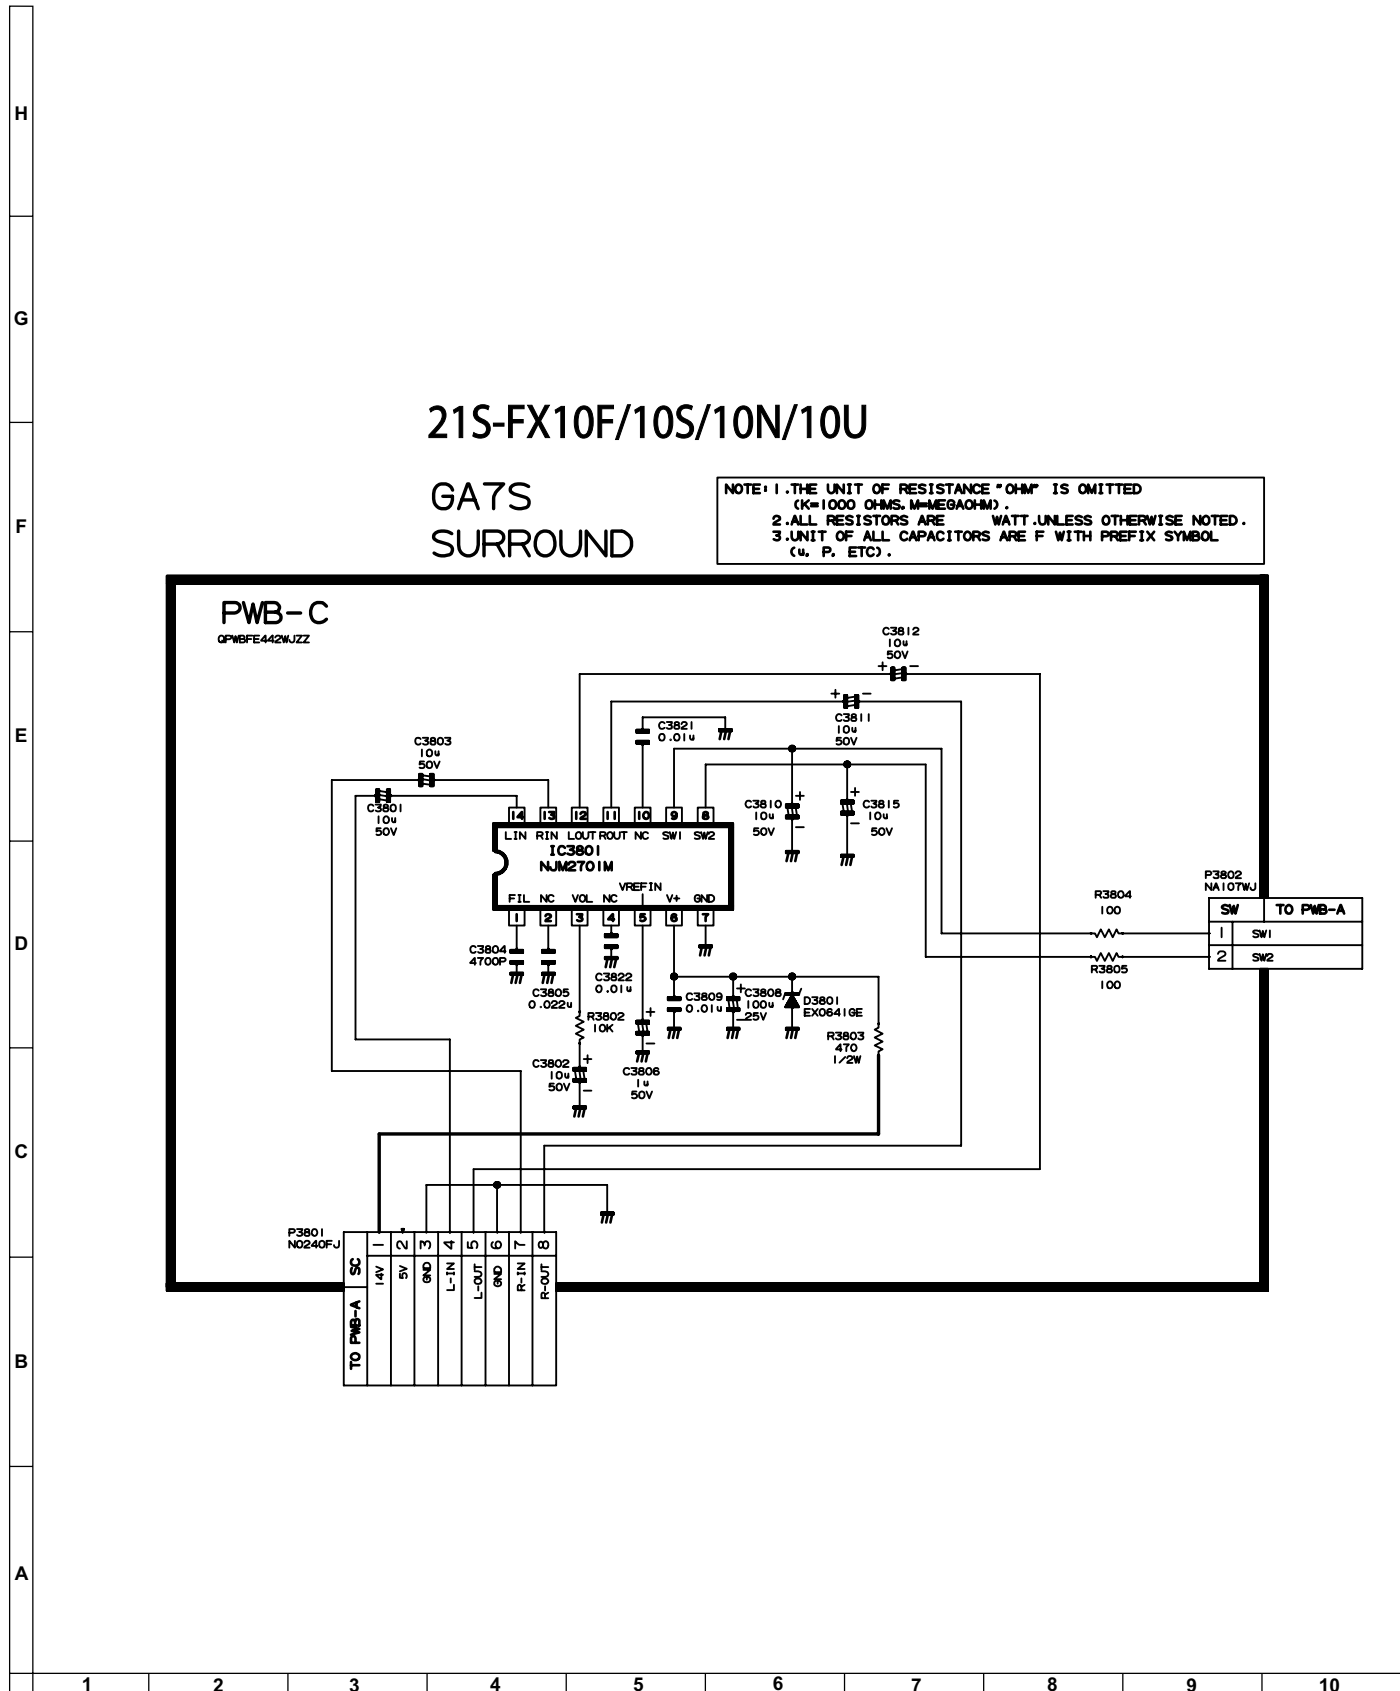 H
G
F
E
D
C
B
A
21S-FX10F/10S/10N/10U
GA7S
SURROUND
NOTE: 1.THE UNIT OF RESISTANCE "OHM" IS OMITTED
(K=1000 OHMS. M=MEGAOHM).
2.ALL RESISTORS ARE WATT.UNLESS OTHERWISE NOTED.
3.UNIT OF ALL CAPACITORS ARE F WITH PREFIX SYMBOL
(u. P. ETC).
PWB-C
QPWBFE442WJZZ
C3812
10u
50V
+ -
+ -
C3811
10u
50V
C3821
0.01u
C3803
10u
50V
C3801
10u
50V
C3810
10u
50V
+
-
C3815
10u
50V
+
-
14 13 12 11 10 9 8
LIN RIN LOUT ROUT NC SW1 SW2
IC3801
NJM2701M
VREFIN
FIL NC VOL NC V+ GND
1 2 3 4 5 6 7
C3804
4700P
C3805
0.022u
C3822
0.01u
R3802
10K
C3802
10u
50V
+
-
C3806
1u
50V
+
-
C3809
0.01u
C3808
100u
25V
+
-
D3801
EX0641GE
R3803
470
1/2W
R3804
100
R3805
100
P3802
NA107WJ
SW TO PWB-A
1 SW1
2 SW2
P3801
N0240FJ
SC
TO PWB-A
1 14V
2 5V
3 GND
4 L-IN
5 L-OUT
6 GND
7 R-IN
8 R-OUT
1 2 3 4 5 6 7 8 9 10